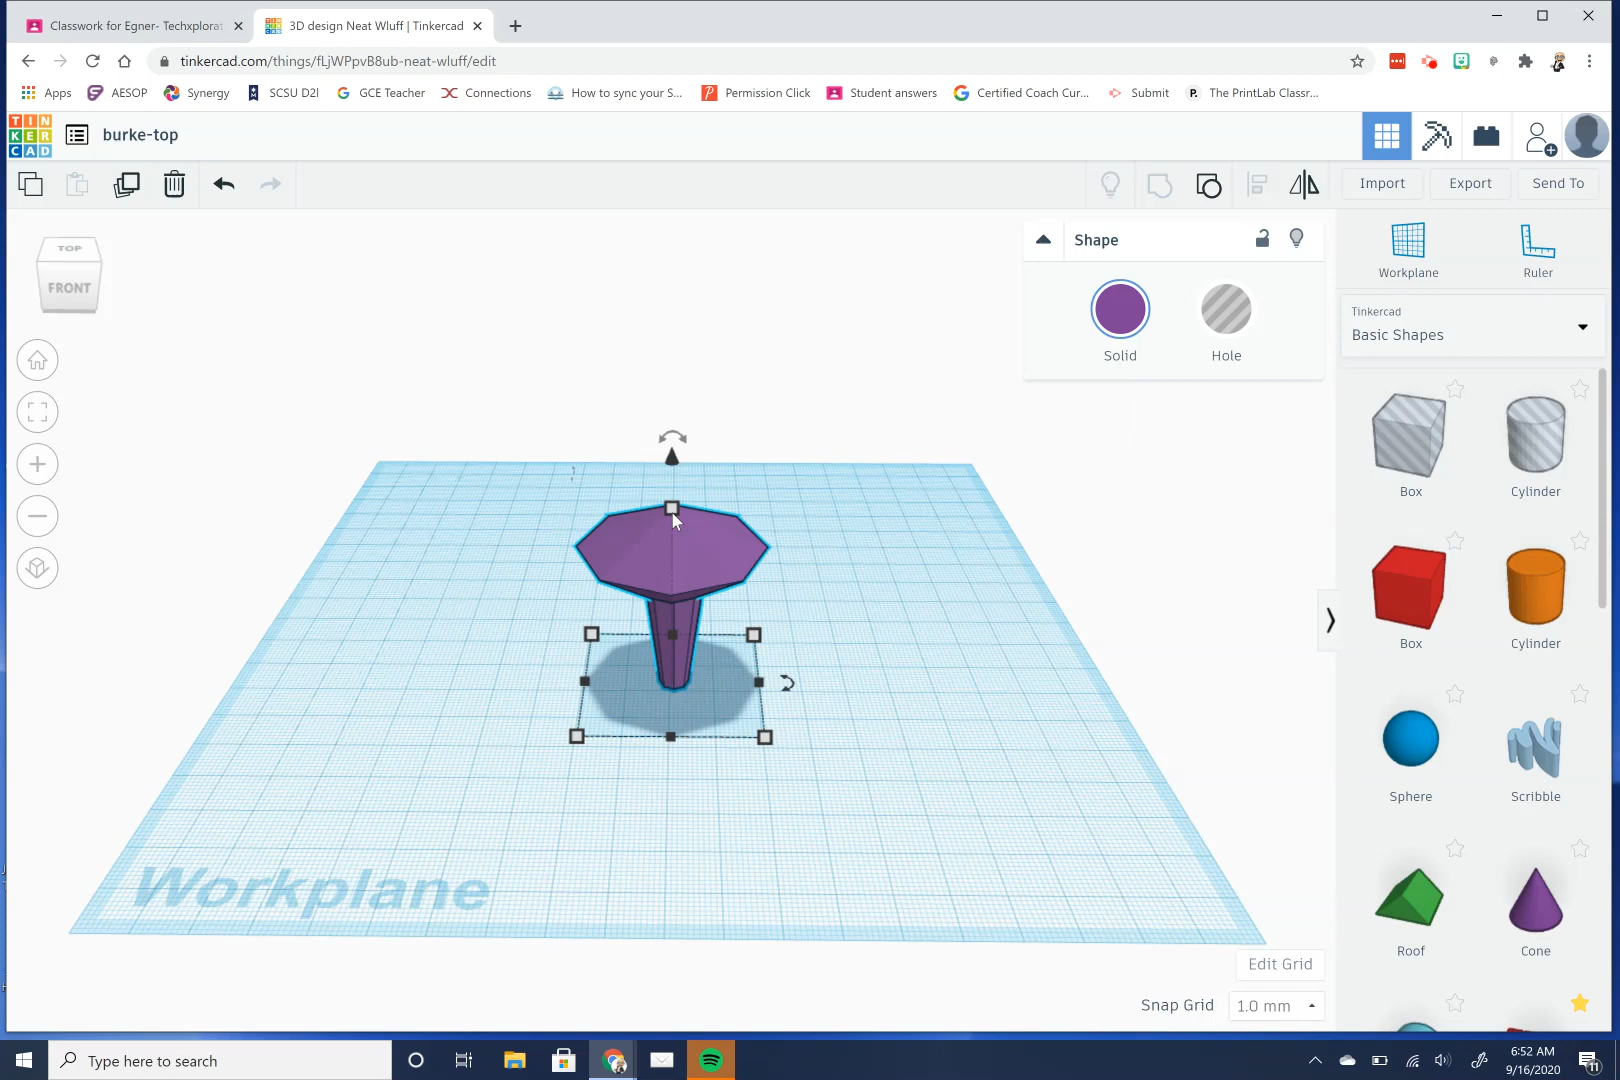 Classwork for Egner- Techxplorat
3D design Neat Wluff | Tinkercad
tinkercad.com/things/fLjWPpvB8ub-neat-wluff/edit
Apps
AESOP
Synergy
SCSU D2l
GCE Teacher
Connections
How to sync your S...
Permission Click
Student answers
Certified Coach Cur...
Submit
The PrintLab Classr...
TIN
KER
CAD
burke-top
Import
Export
Send To
TOP
FRONT
Shape
Solid
Hole
Workplane
Ruler
Tinkercad
Basic Shapes
Box
Cylinder
Box
Cylinder
Sphere
Scribble
Roof
Cone
Workplane
Edit Grid
Snap Grid
1.0 mm
Type here to search
6:52 AM
9/16/2020
11